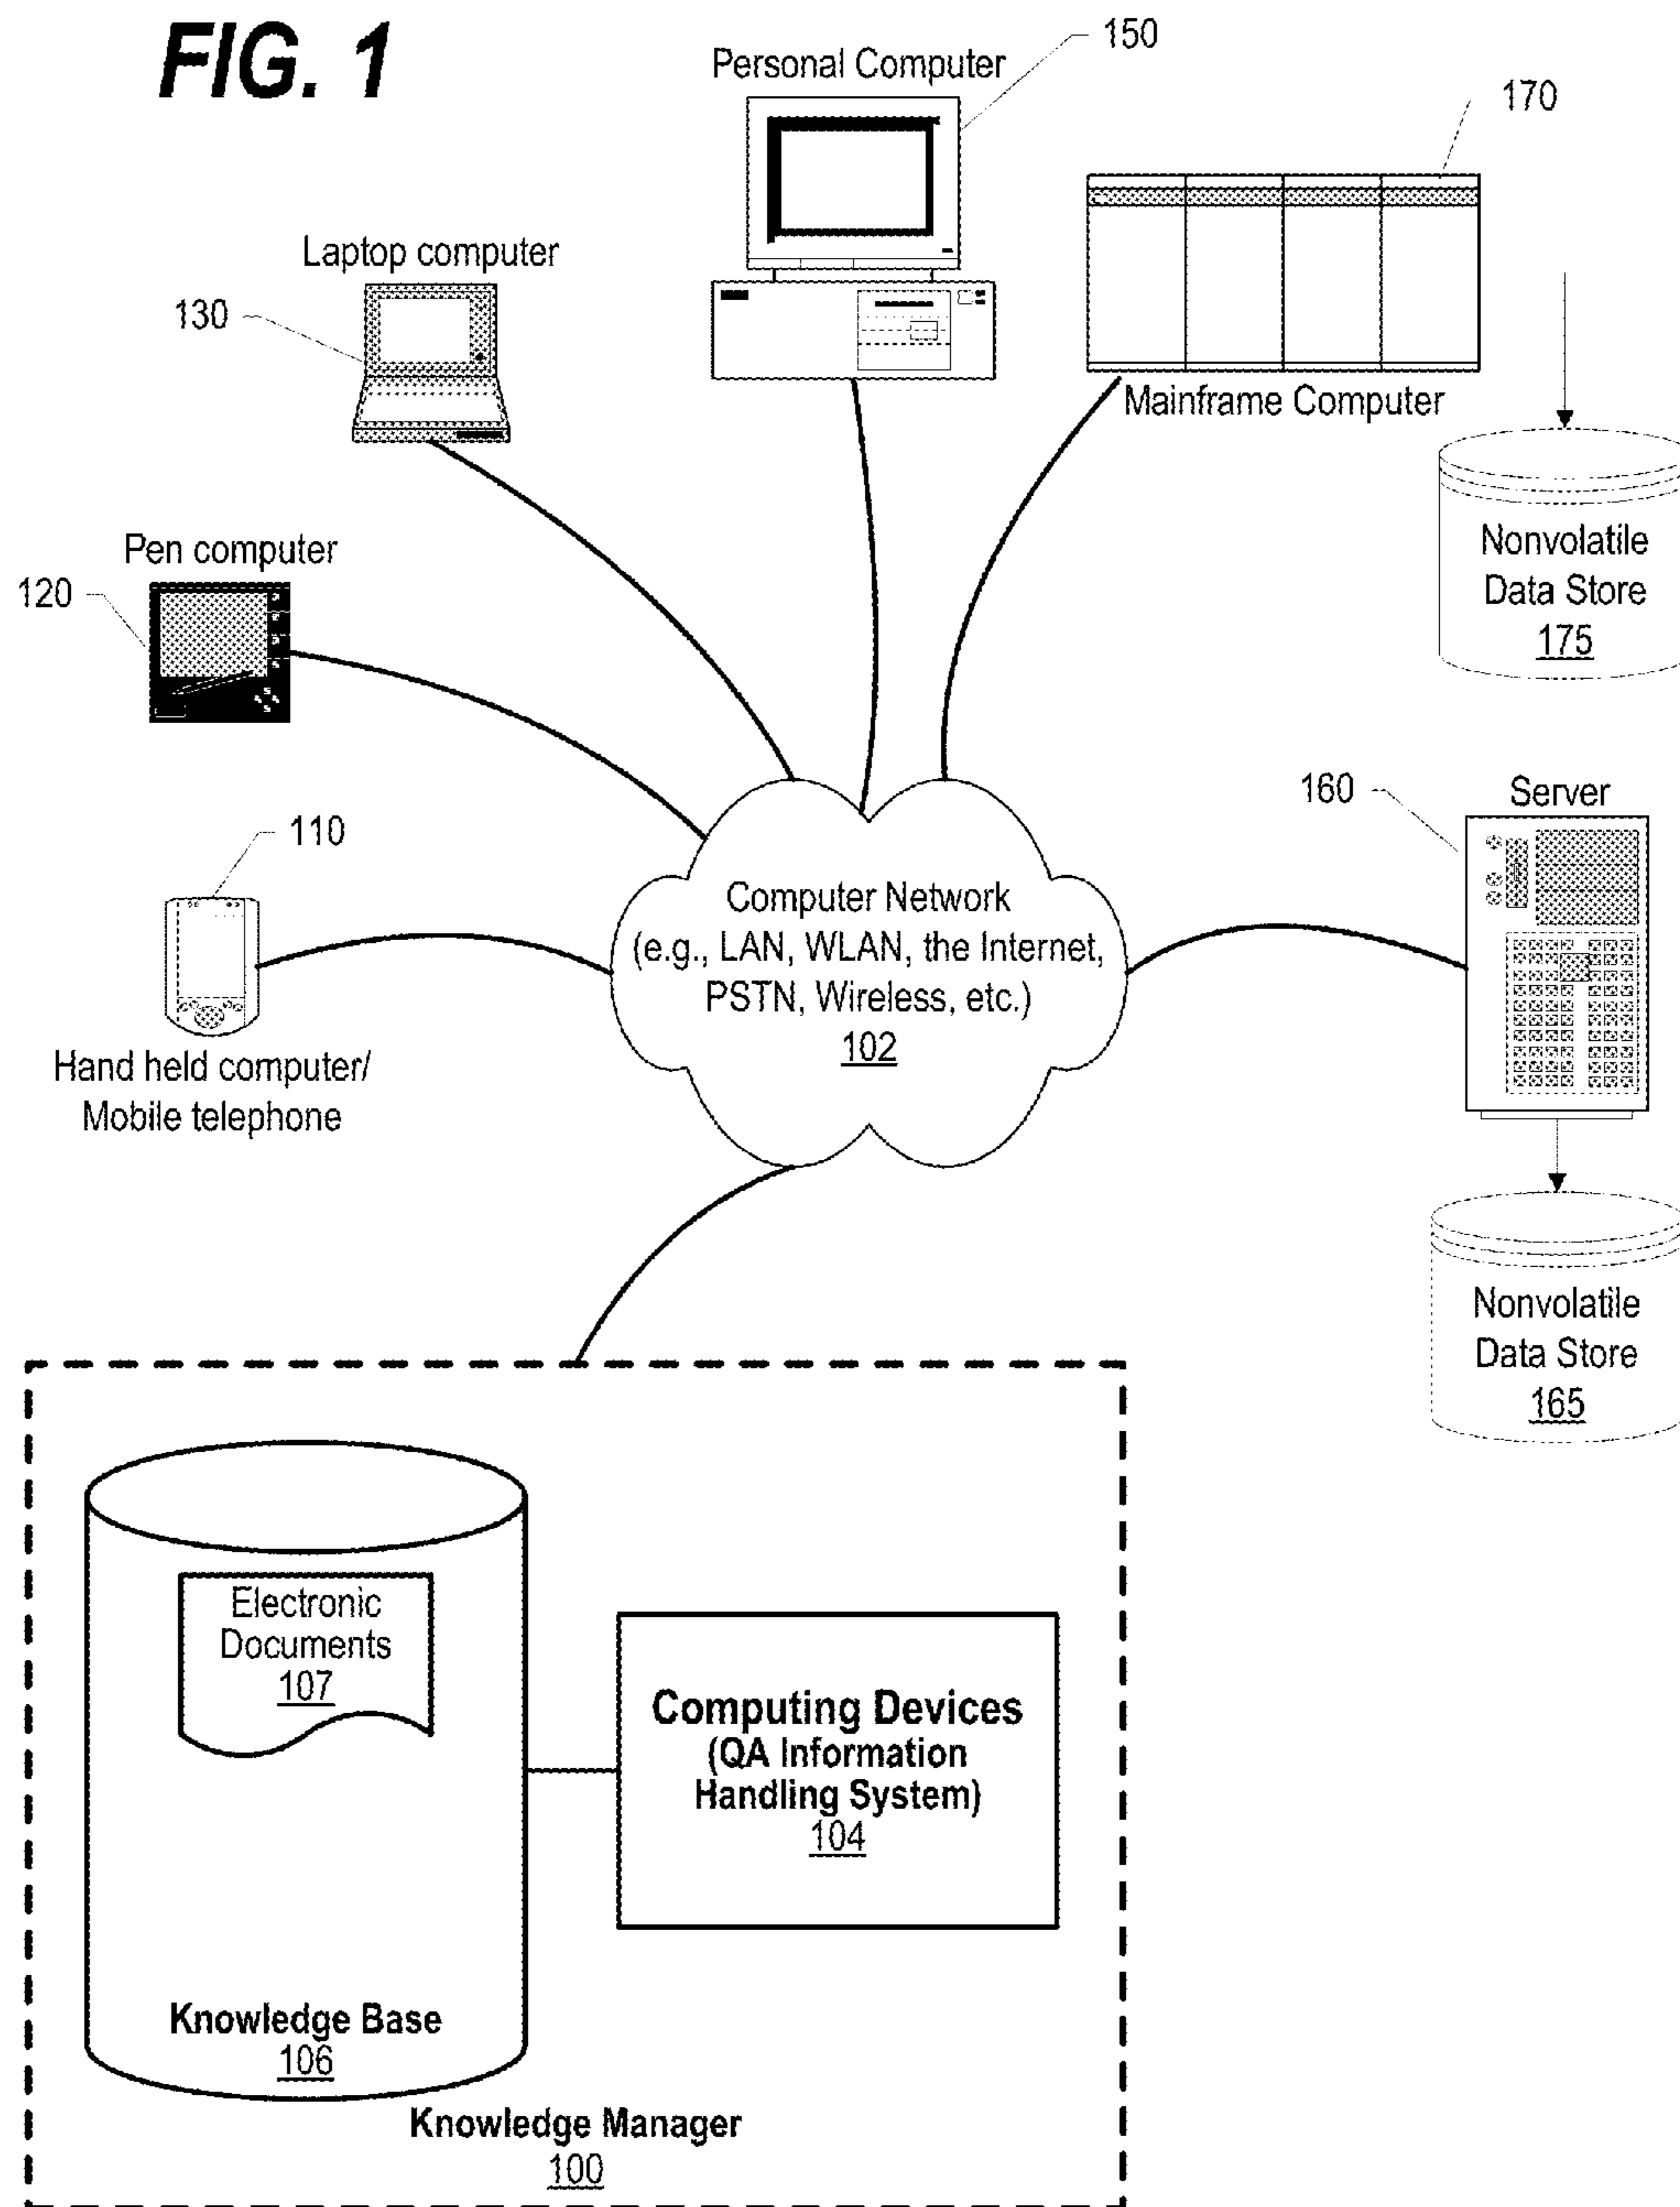 FIG. 1
Personal Computer
150
170
Laptop computer
130
Mainframe Computer
Nonvolatile
Data Store
175
Pen computer
120
160
Server
110
Computer Network
(e.g., LAN, WLAN, the Internet,
PSTN, Wireless, etc.)
102
Hand held computer/
Mobile telephone
Nonvolatile
Data Store
165
Electronic
Documents
107
Computing Devices
(QA Information
Handling System)
104
Knowledge Base
106
Knowledge Manager
100